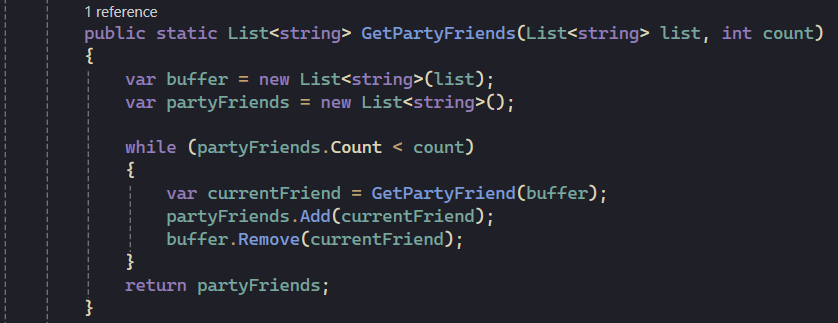 1 reference
public static List<string> GetPartyFriends(List<string> list, int count)
{
var buffer = new List<string>(list);
var partyFriends = new List<string>();
while (partyFriends.Count < count)
{
var currentFriend = GetPartyFriend(buffer);
partyFriends.Add(currentFriend);
buffer.Remove(currentFriend);
}
return partyFriends;
}